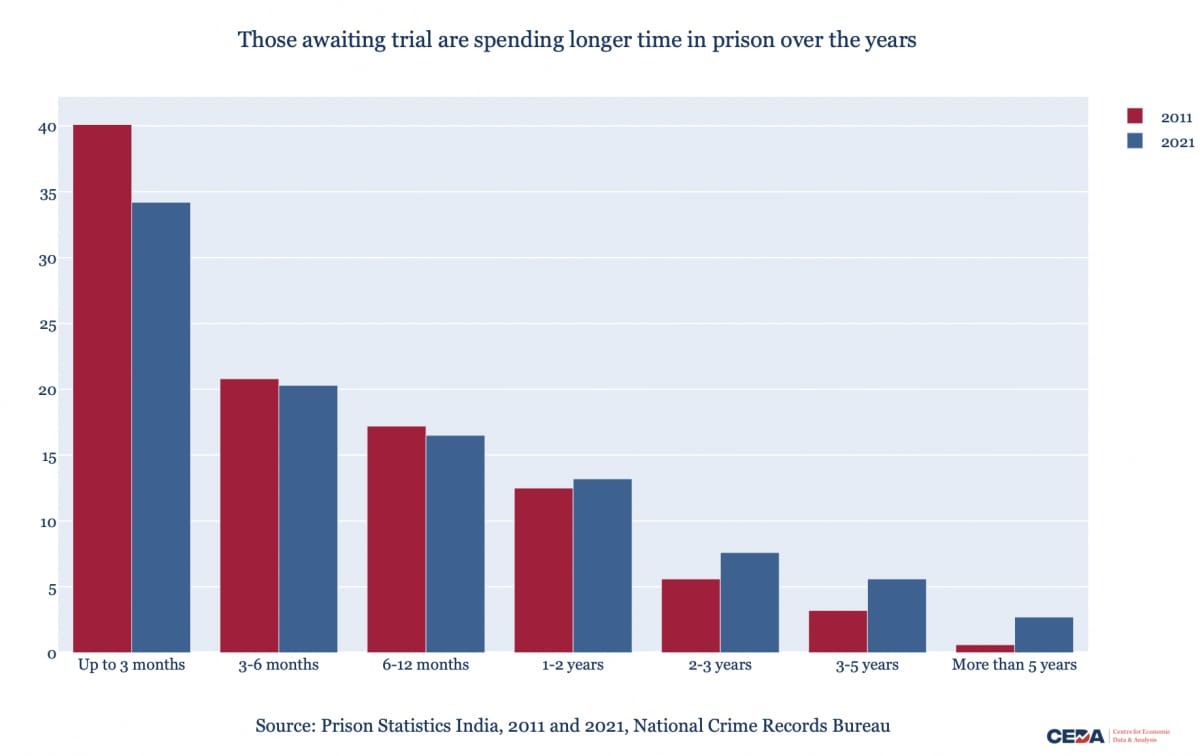 Those awaiting trial are spending longer time in prison over the years
2011
2021
40
35
30
25
20
15
10
5
0
Up to 3 months
3-6 months
6-12 months
1-2 years
2-3 years
3-5 years
More than 5 years
Source: Prison Statistics India, 2011 and 2021, National Crime Records Bureau
CEDA
Centre for Economic
Data & Analysis